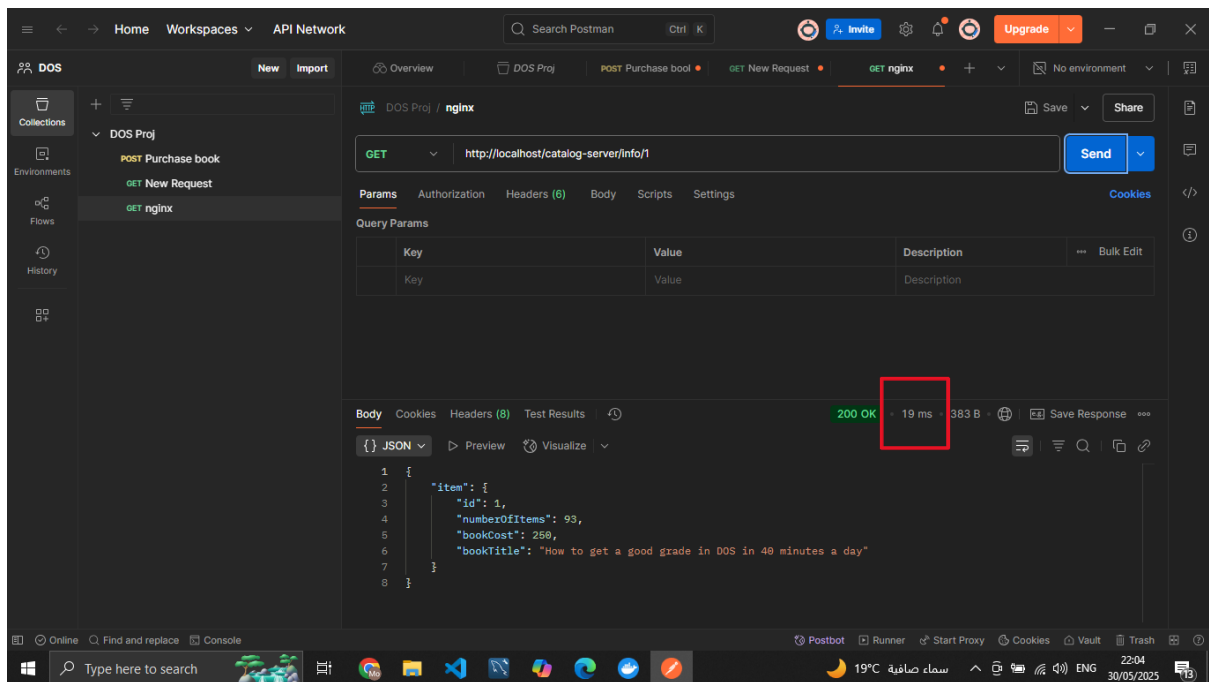 Home Workspaces API Network Search Postman Ctrl K Invite Upgrade
DOS New Import Overview DOS Proj POST Purchase bool GET New Request GET nginx No environment
Collections
Environments
Flows
History
DOS Proj
POST Purchase book
GET New Request
GET nginx
HTTP DOS Proj / nginx Save Share
GET http://localhost/catalog-server/info/1 Send
Params Authorization Headers (6) Body Scripts Settings Cookies
Query Params
Key Value Description Bulk Edit
Key Value Description
Body Cookies Headers (8) Test Results 200 OK 19 ms 383 B e.g. Save Response
{} JSON Preview Visualize
1 {
2 "item": {
3 "id": 1,
4 "numberOfItems": 93,
5 "bookCost": 250,
6 "bookTitle": "How to get a good grade in DOS in 40 minutes a day"
7 }
8 }
Online Find and replace Console Postbot Runner Start Proxy Cookies Vault Trash
Type here to search 19°C سماء صافية ENG 22:04
30/05/2025 13